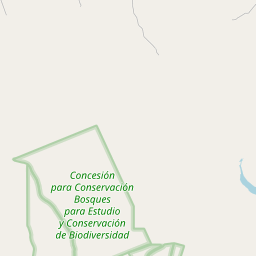 Concesión
para Conservación
Bosques
para Estudio
y Conservación
de Biodiversidad